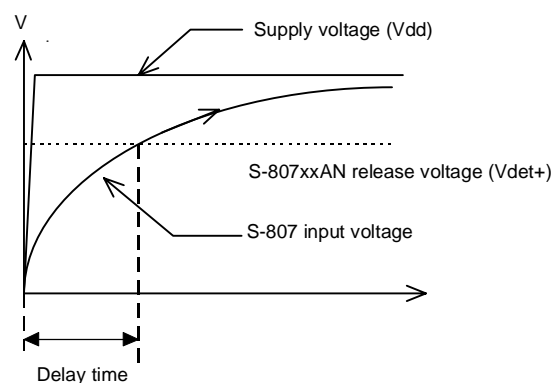 V
Supply voltage (Vdd)
S-807xxAN release voltage (Vdet+)
S-807 input voltage
Delay time